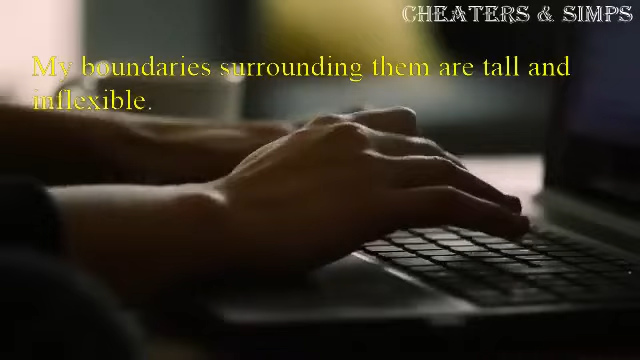 CHEATERS & SIMPS
My boundaries surrounding them are tall and
inflexible.